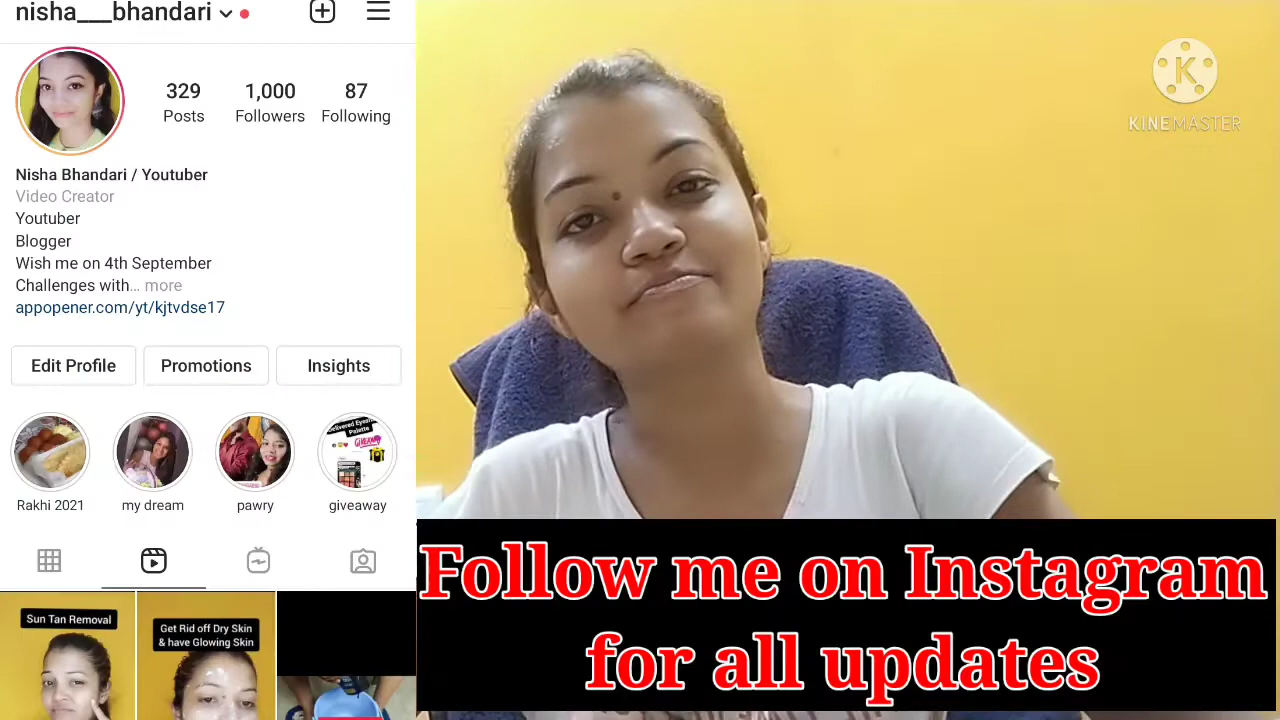 nisha___bhandari
329
1,000
87
Posts
Followers
Following
Nisha Bhandari / Youtuber
Video Creator
Youtuber
Blogger
Wish me on 4th September
Challenges with... more
appopener.com/yt/kjtvdse17
Edit Profile
Promotions
Insights
GIVEAWAY
Rakhi 2021
my dream
pawry
giveaway
Sun Tan Removal
Get Rid off Dry Skin
& have Glowing Skin
K
KINEMASTER
Follow me on Instagram
for all updates